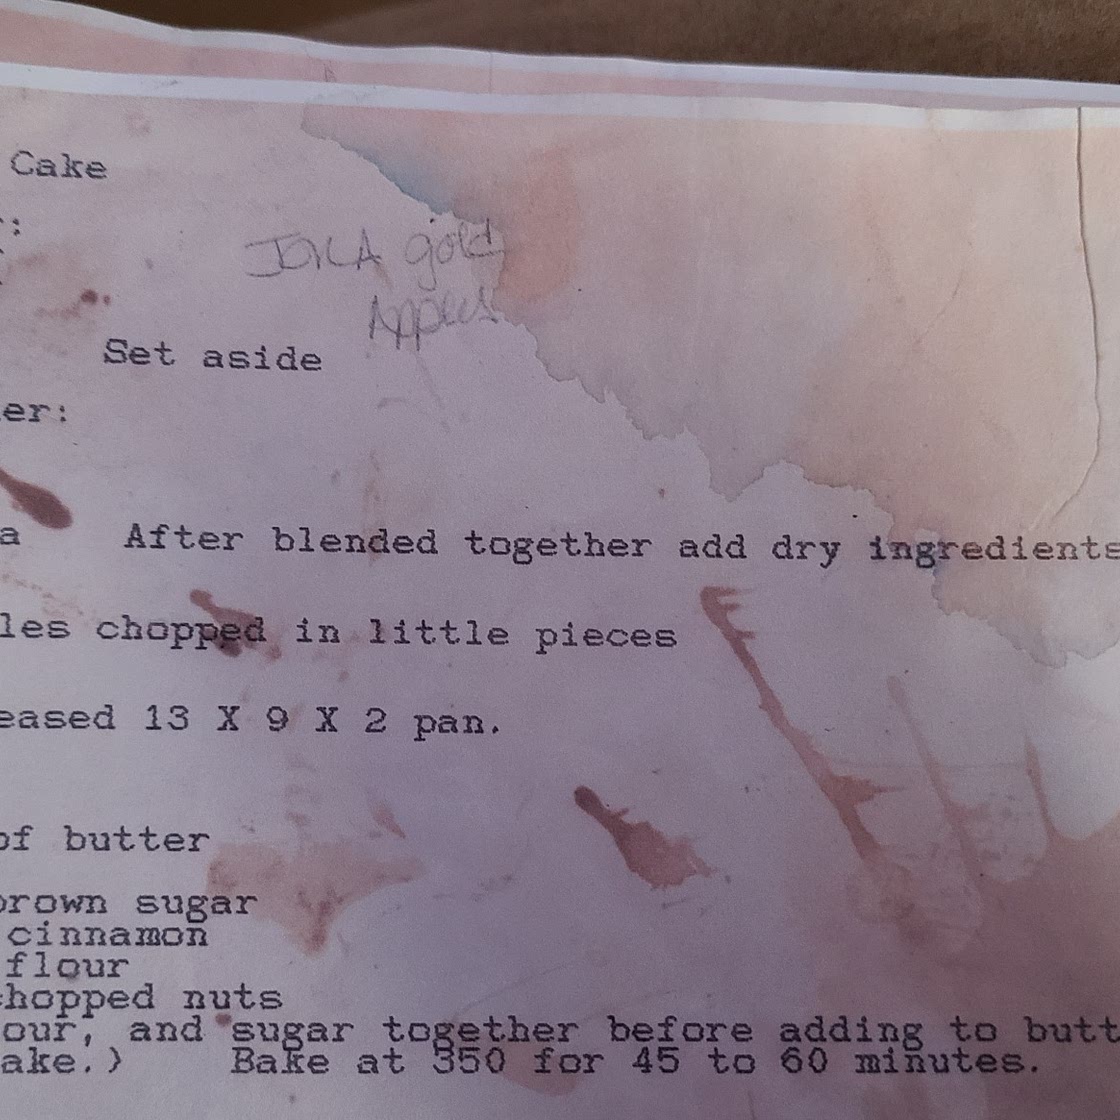 Cake
:
JONA gold
Apples
Set aside
er:
a After blended together add dry ingredients
les chopped in little pieces
eased 13 X 9 X 2 pan.
of butter
brown sugar
cinnamon
flour
chopped nuts
our, and sugar together before adding to butt
ake.) Bake at 350 for 45 to 60 minutes.